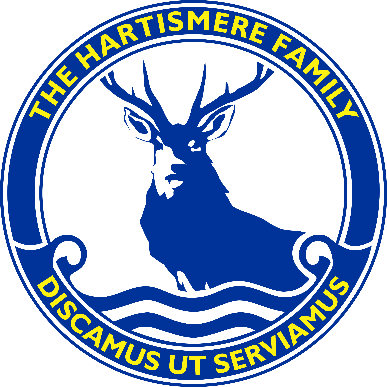 THE HARTISMERE FAMILY
DISCAMUS UT SERVIAMUS